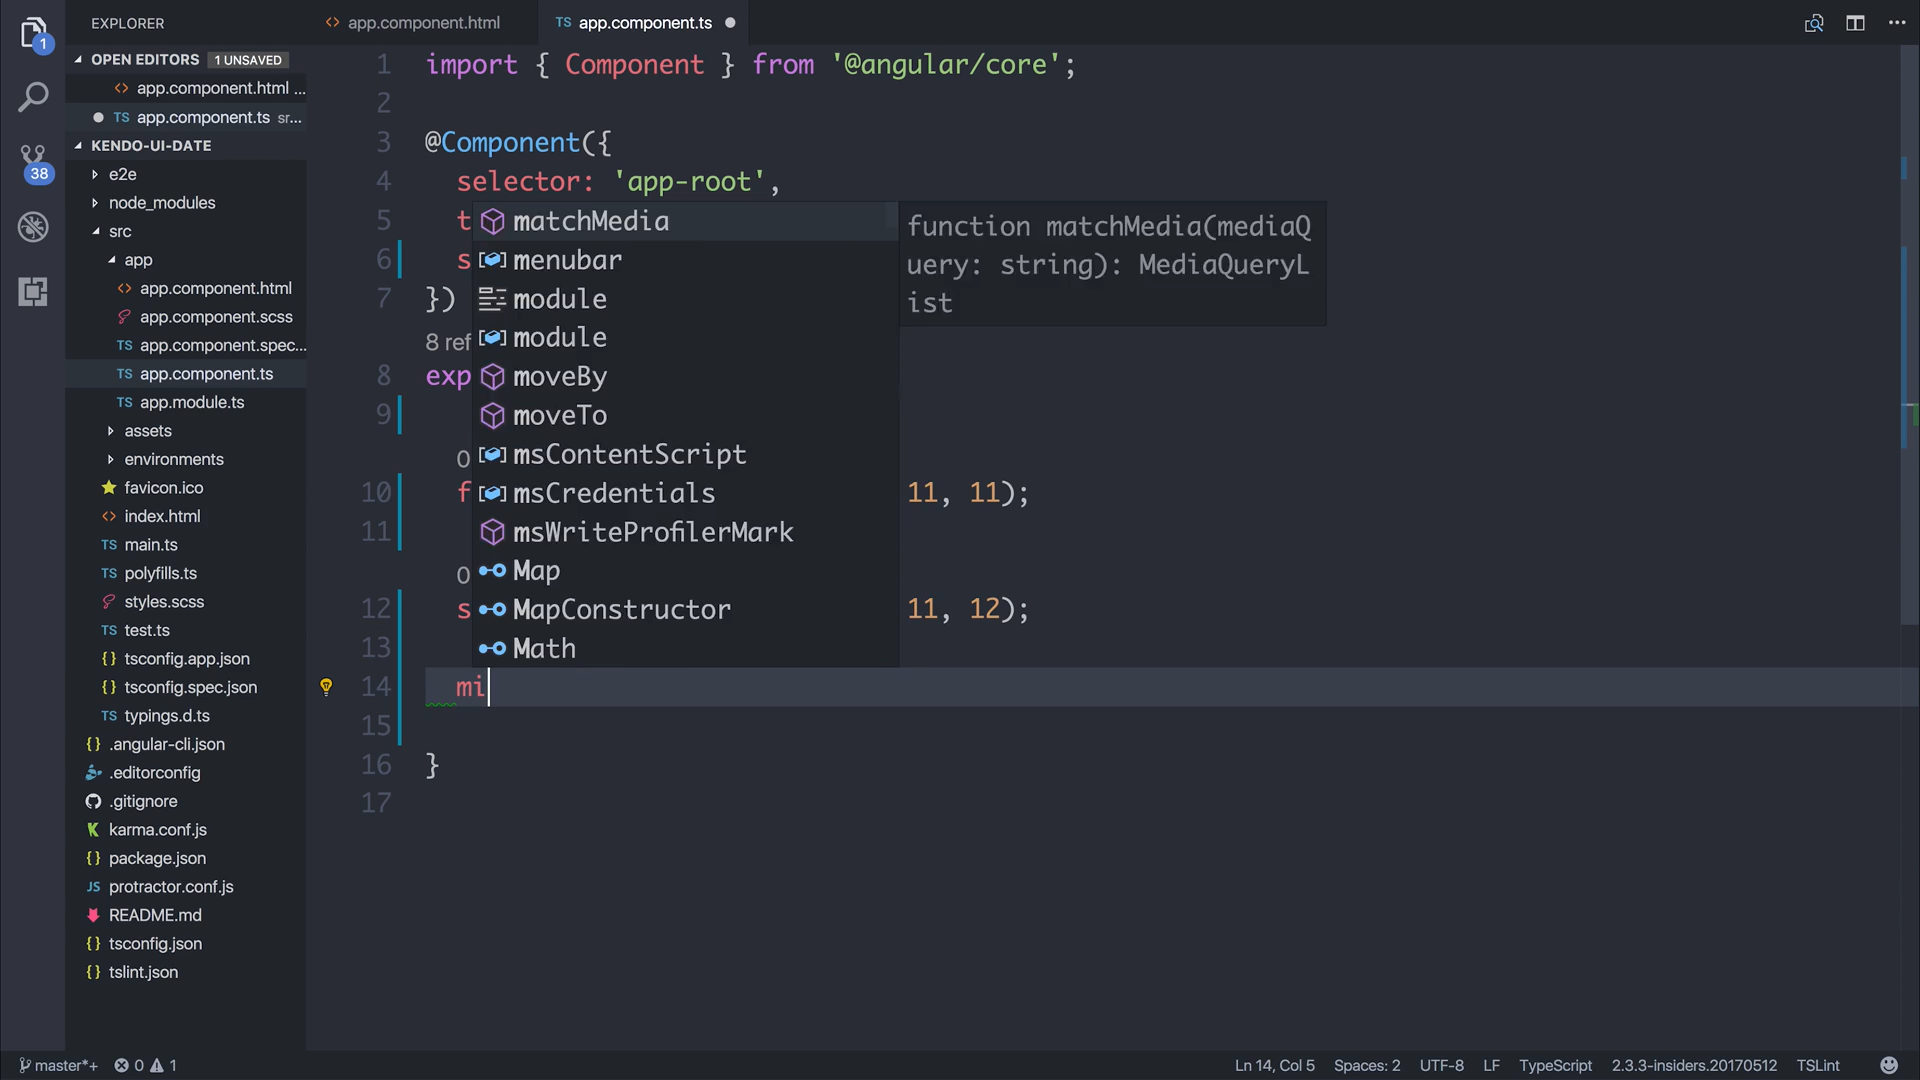 EXPLORER
<> app.component.html
TS app.component.ts
1
OPEN EDITORS 1 UNSAVED
<> app.component.html ...
TS app.component.ts sr...
KENDO-UI-DATE
e2e
38
node_modules
src
app
<> app.component.html
app.component.scss
TS app.component.spec...
TS app.component.ts
TS app.module.ts
assets
environments
favicon.ico
<> index.html
TS main.ts
TS polyfills.ts
styles.scss
TS test.ts
{} tsconfig.app.json
{} tsconfig.spec.json
TS typings.d.ts
{} .angular-cli.json
.editorconfig
.gitignore
karma.conf.js
{} package.json
JS protractor.conf.js
README.md
{} tsconfig.json
{} tslint.json
1 import { Component } from '@angular/core';
2
3 @Component({
4 selector: 'app-root',
5 t
6 s
7 })
8 ref
8 exp
9
0
10 f 11, 11);
11
0
12 s 11, 12);
13
14 mi
15
16 }
17
matchMedia
menubar
module
module
moveBy
moveTo
msContentScript
msCredentials
msWriteProfilerMark
Map
MapConstructor
Math
function matchMedia(mediaQ
uery: string): MediaQueryL
ist
master*+ 0 1
Ln 14, Col 5 Spaces: 2 UTF-8 LF TypeScript 2.3.3-insiders.20170512 TSLint